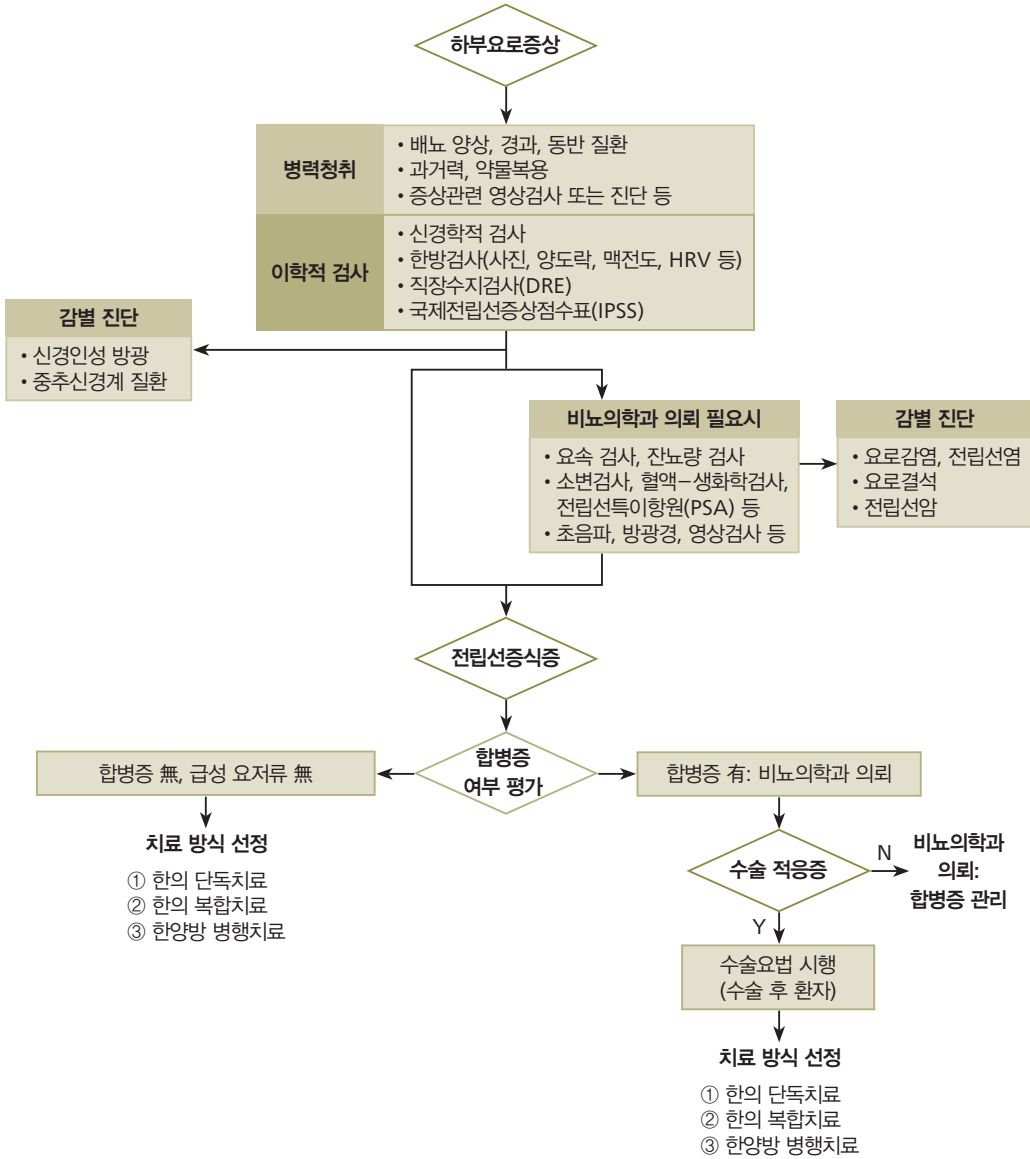 하부요로증상
병력청취
• 배뇨 양상, 경과, 동반 질환
• 과거력, 약물복용
• 증상관련 영상검사 또는 진단 등
이학적 검사
• 신경학적 검사
• 한방검사(사진, 양도락, 맥전도, HRV 등)
• 직장수지검사(DRE)
• 국제전립선증상점수표(IPSS)
감별 진단
• 신경인성 방광
• 중추신경계 질환
비뇨의학과 의뢰 필요시
• 요속 검사, 잔뇨량 검사
• 소변검사, 혈액–생화학검사,
전립선특이항원(PSA) 등
• 초음파, 방광경, 영상검사 등
감별 진단
• 요로감염, 전립선염
• 요로결석
• 전립선암
전립선증식증
합병증
여부 평가
합병증 無, 급성 요저류 無
치료 방식 선정
① 한의 단독치료
② 한의 복합치료
③ 한양방 병행치료
합병증 有: 비뇨의학과 의뢰
수술 적응증
N
비뇨의학과
의뢰:
합병증 관리
Y
수술요법 시행
(수술 후 환자)
치료 방식 선정
① 한의 단독치료
② 한의 복합치료
③ 한양방 병행치료